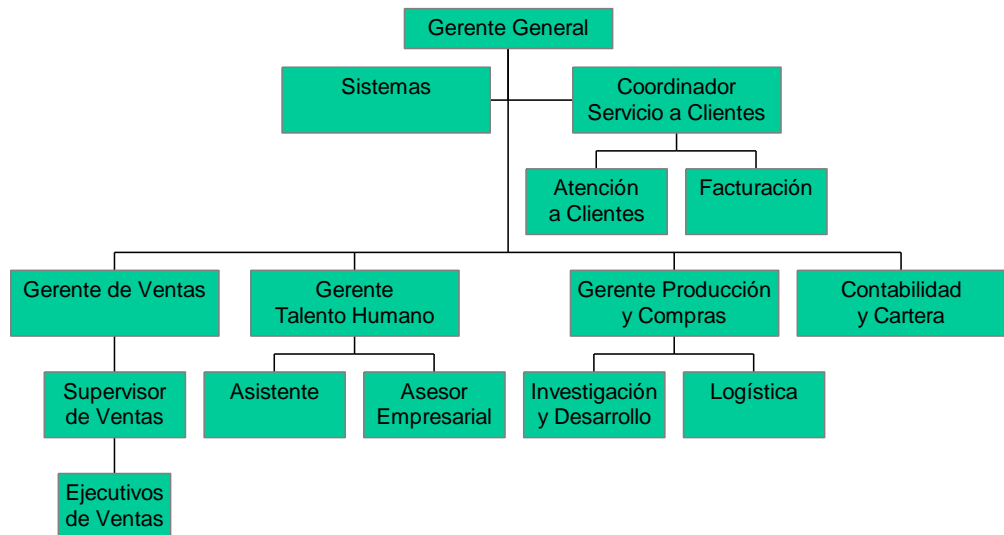 Gerente General
Sistemas
Coordinador
Servicio a Clientes
Atención
a Clientes
Facturación
Gerente de Ventas
Gerente
Talento Humano
Gerente Producción
y Compras
Contabilidad
y Cartera
Supervisor
de Ventas
Asistente
Asesor
Empresarial
Investigación
y Desarrollo
Logística
Ejecutivos
de Ventas